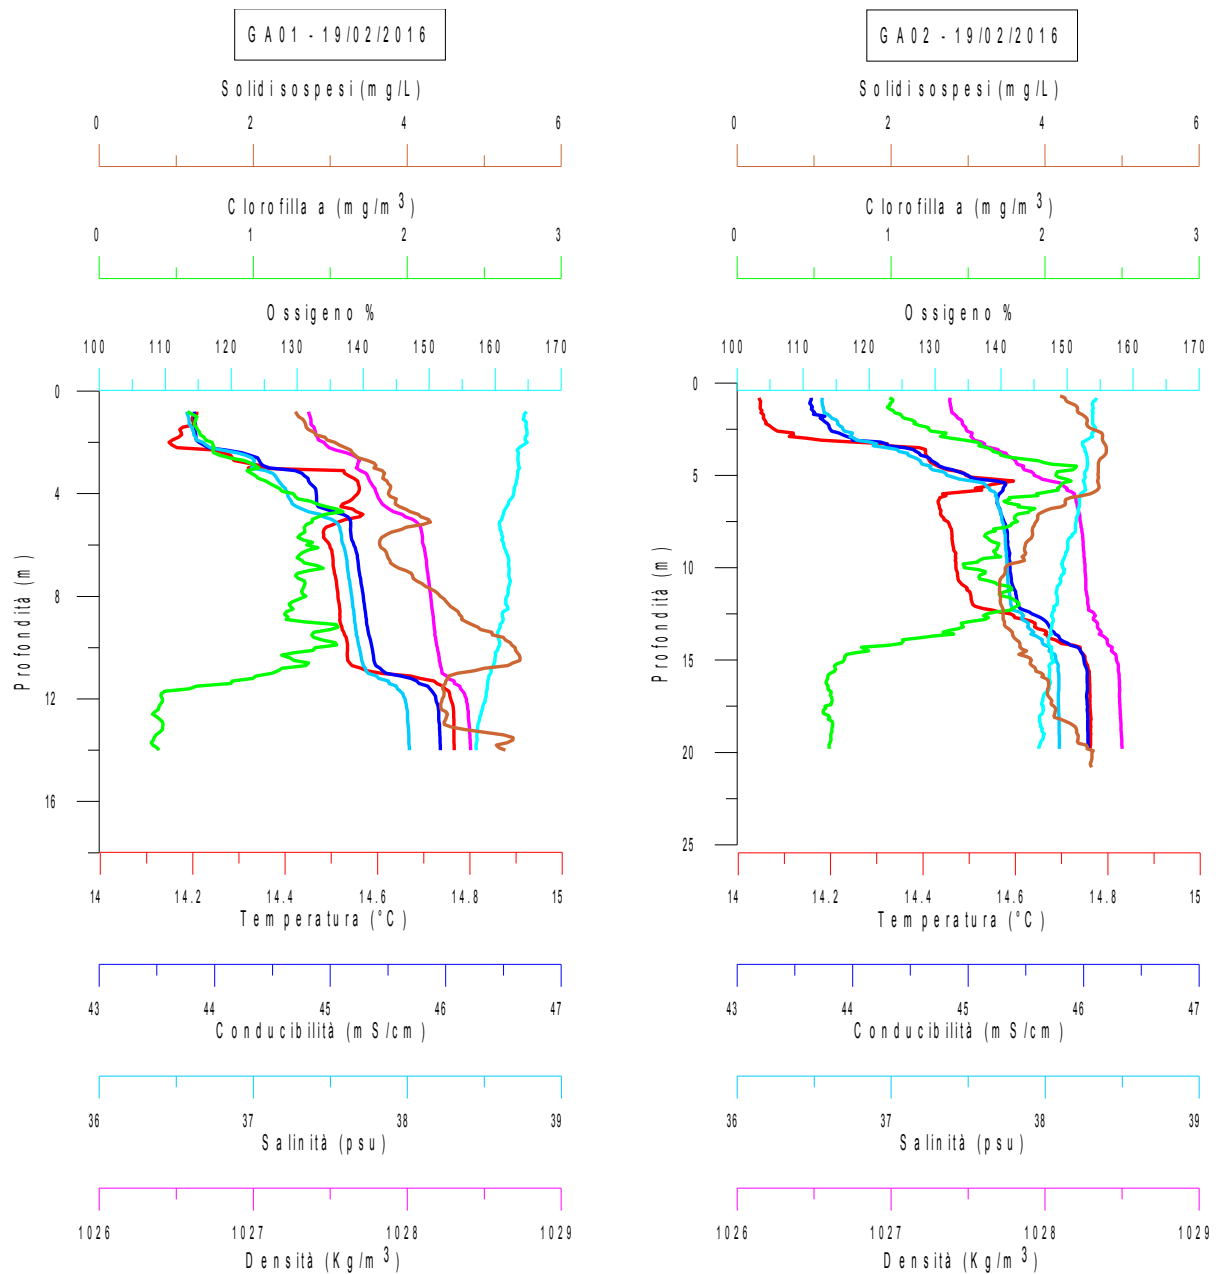 GA01 - 19/02/2016
Solidi sospesi (mg/L)
0 2 4 6
Clorofilla a (mg/m3)
0 1 2 3
Ossigeno %
100 110 120 130 140 150 160 170
0
4
8
12
16
Profondità (m)
14 14.2 14.4 14.6 14.8 15
Temperatura (°C)
43 44 45 46 47
Conducibilità (mS/cm)
36 37 38 39
Salinità (psu)
1026 1027 1028 1029
Densità (Kg/m3)
GA02 - 19/02/2016
Solidi sospesi (mg/L)
0 2 4 6
Clorofilla a (mg/m3)
0 1 2 3
Ossigeno %
100 110 120 130 140 150 160 170
0
5
10
15
20
25
Profondità (m)
14 14.2 14.4 14.6 14.8 15
Temperatura (°C)
43 44 45 46 47
Conducibilità (mS/cm)
36 37 38 39
Salinità (psu)
1026 1027 1028 1029
Densità (Kg/m3)